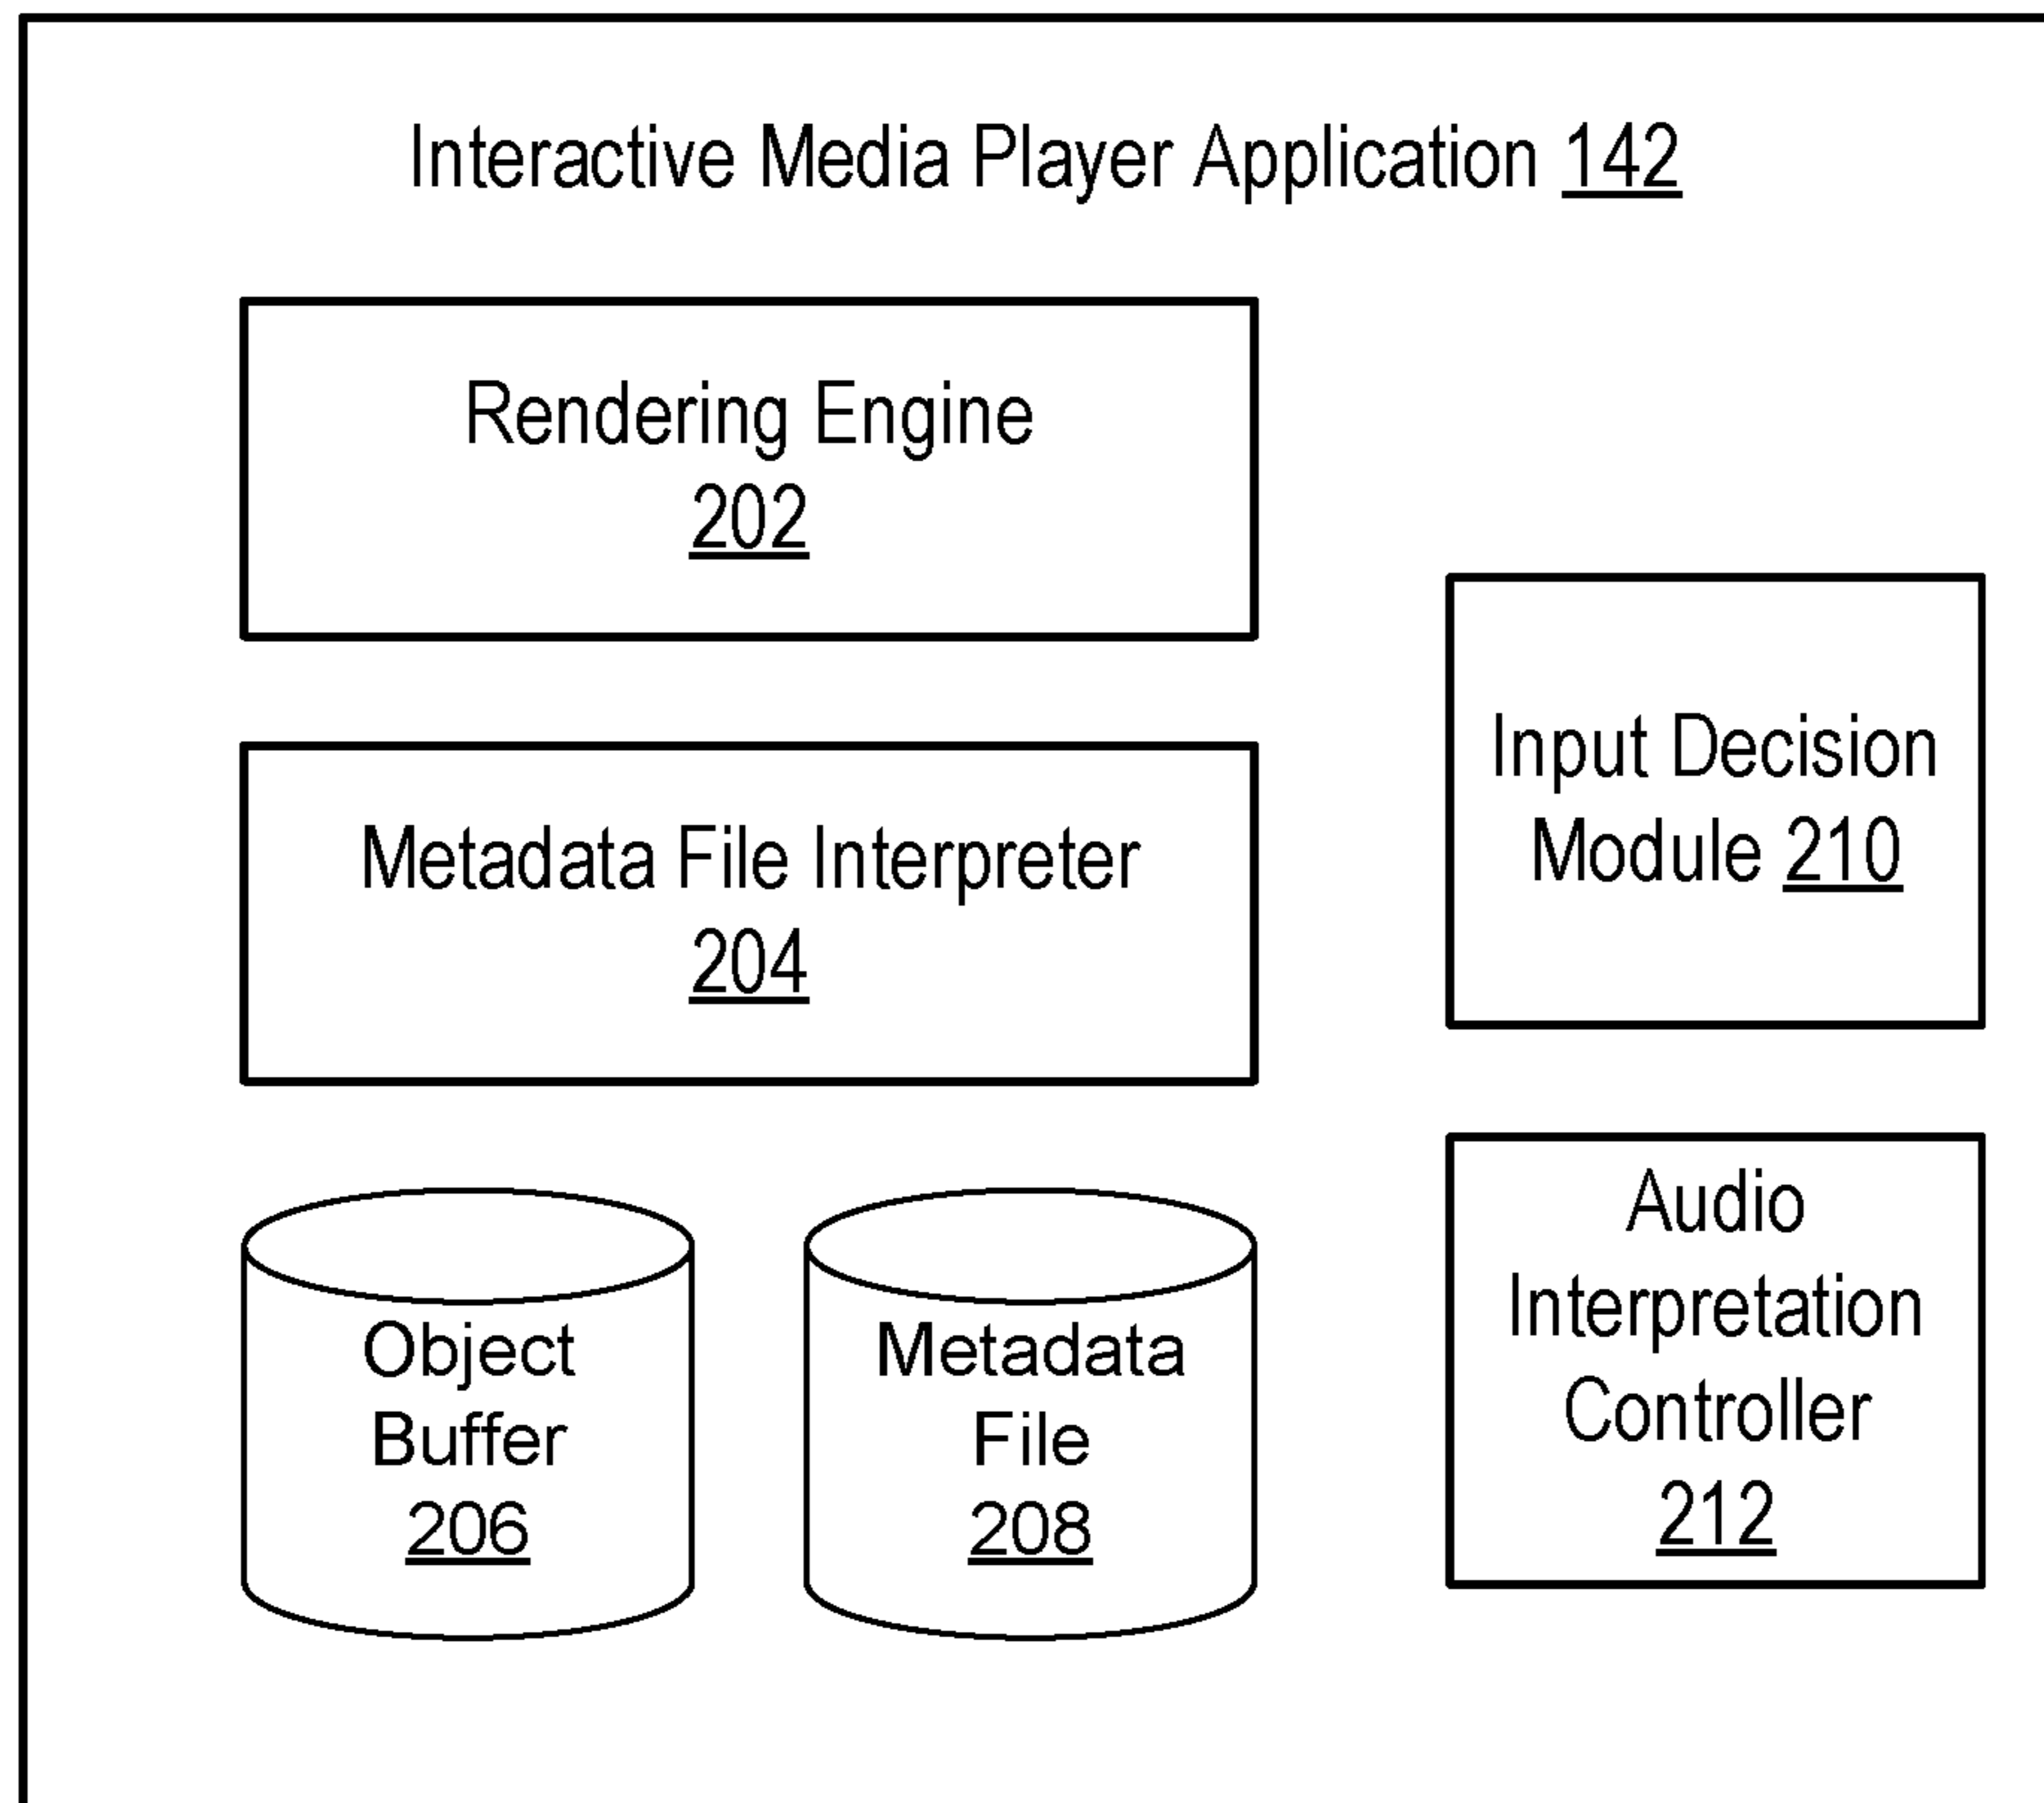 Interactive Media Player Application 142
Rendering Engine
202
Metadata File Interpreter
204
Object
Buffer
206
Metadata
File
208
Input Decision
Module 210
Audio
Interpretation
Controller
212